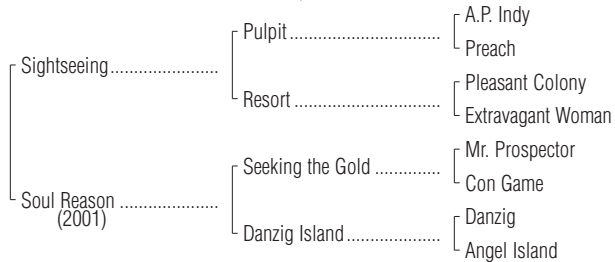 A.P. Indy
Pulpit
Preach
Sightseeing
Pleasant Colony
Resort
Extravagant Woman
Mr. Prospector
Seeking the Gold
Con Game
Soul Reason
(2001)
Danzig
Danzig Island
Angel Island